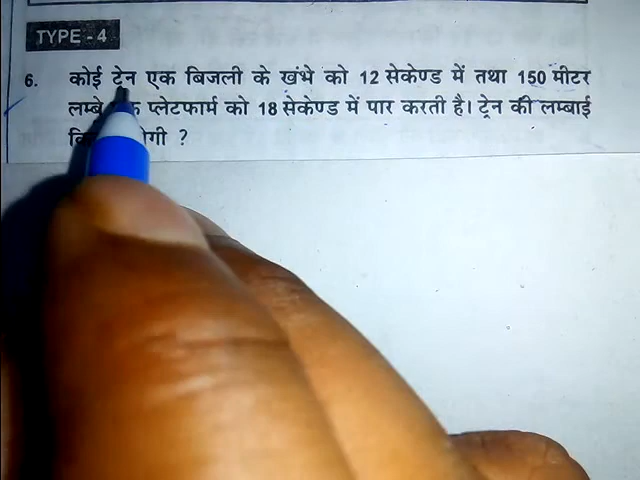 TYPE - 4
6. कोई ट्रेन एक बिजली के खंभे को 12 सेकेण्ड में तथा 150 मीटर
लम्बे प्लेटफार्म को 18 सेकेण्ड में पार करती है। ट्रेन की लम्बाई
?